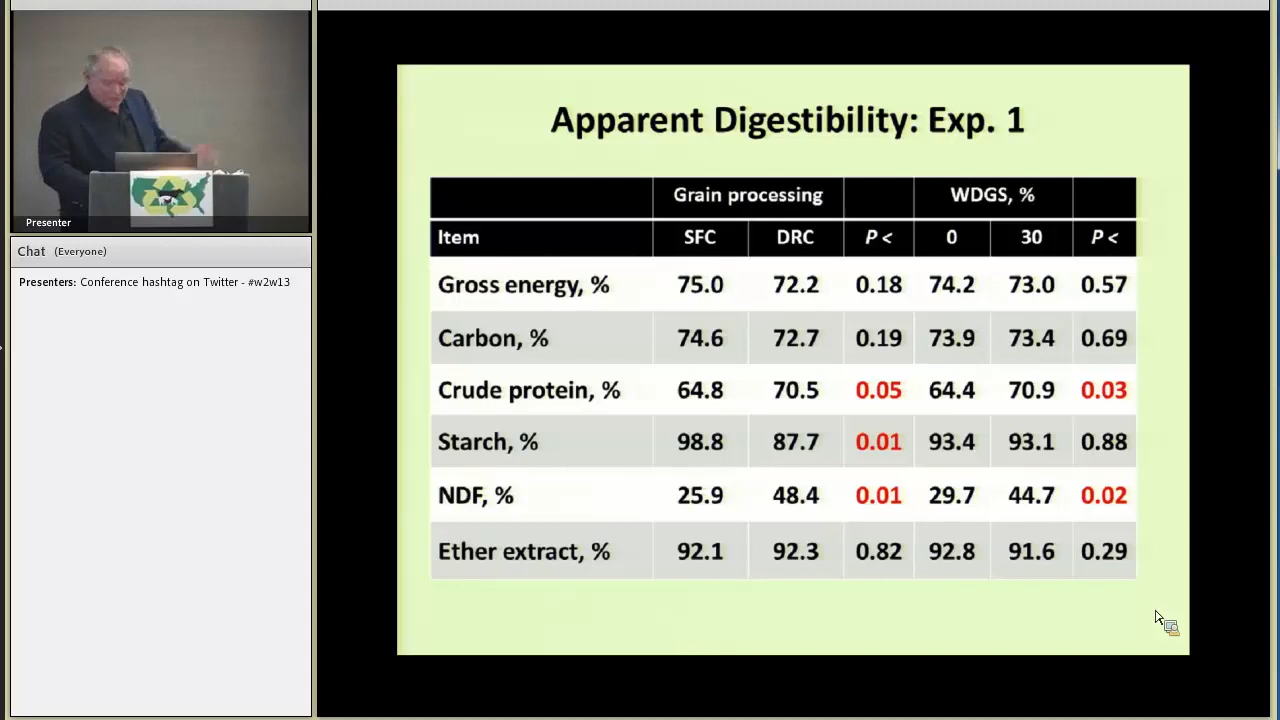 Presenter
Chat (Everyone)
Presenters: Conference hashtag on Twitter - #w2w13
Apparent Digestibility: Exp. 1
Grain processing WDGS, %
Item SFC DRC P < 0 30 P <
Gross energy, % 75.0 72.2 0.18 74.2 73.0 0.57
Carbon, % 74.6 72.7 0.19 73.9 73.4 0.69
Crude protein, % 64.8 70.5 0.05 64.4 70.9 0.03
Starch, % 98.8 87.7 0.01 93.4 93.1 0.88
NDF, % 25.9 48.4 0.01 29.7 44.7 0.02
Ether extract, % 92.1 92.3 0.82 92.8 91.6 0.29